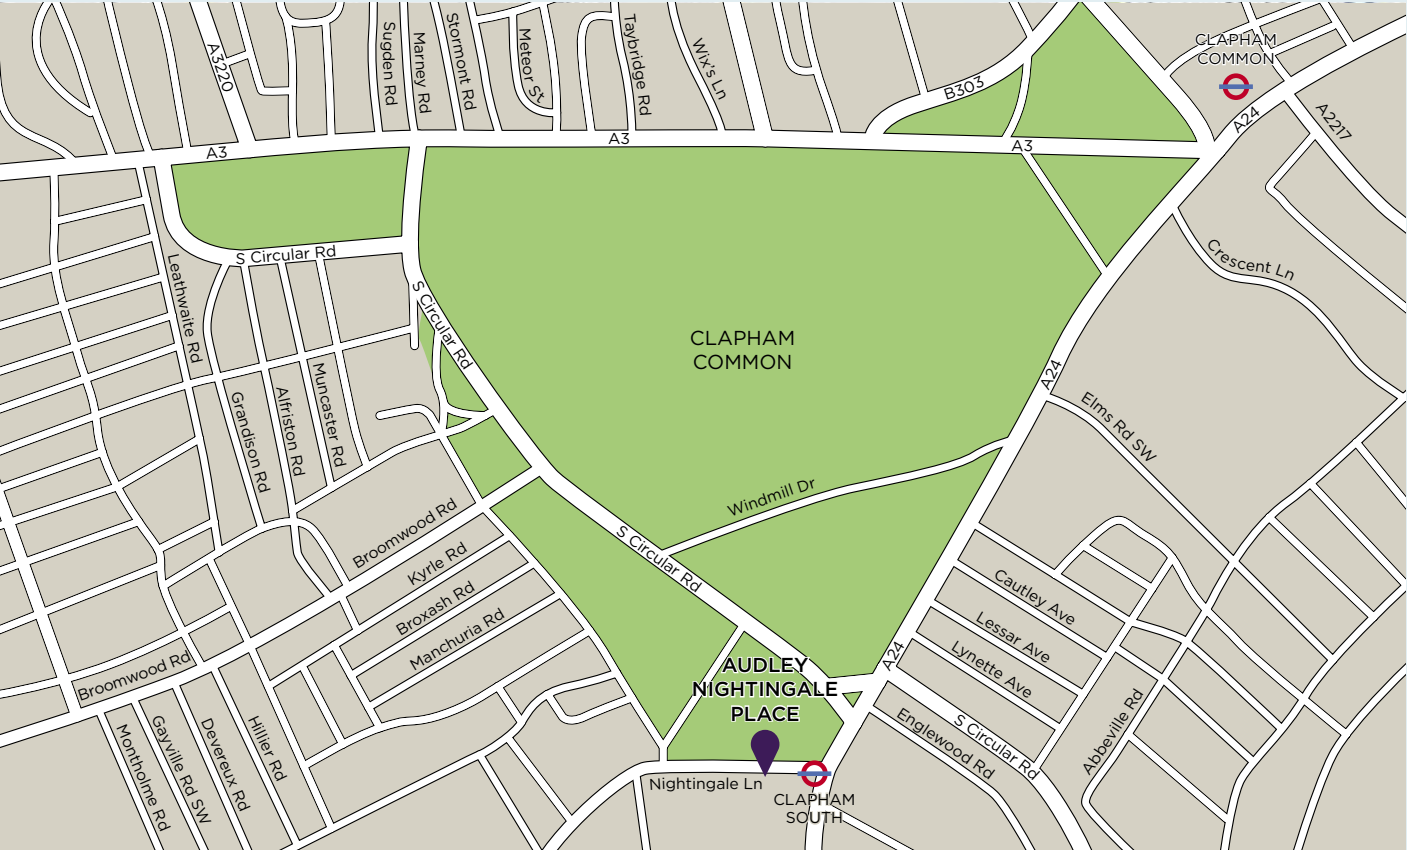 CLAPHAM
COMMON
A3220
Sugden Rd
Marney Rd
Stormont Rd
Meteor St
Taybridge Rd
Wix's Ln
B303
A24
A2217
A3
A3
A3
S Circular Rd
Leathwaite Rd
S Circular Rd
Crescent Ln
CLAPHAM
COMMON
A24
Grandison Rd
Alfriston Rd
Muncaster Rd
Elms Rd SW
Windmill Dr
Broomwood Rd
Kyrle Rd
Broxash Rd
Manchuria Rd
S Circular Rd
Cautley Ave
Lessar Ave
Lynette Ave
A24
Broomwood Rd
AUDLEY
NIGHTINGALE
PLACE
Montholme Rd
Gayville Rd SW
Devereux Rd
Hillier Rd
Englewood Rd
S Circular Rd
Abbeville Rd
Nightingale Ln
CLAPHAM
SOUTH